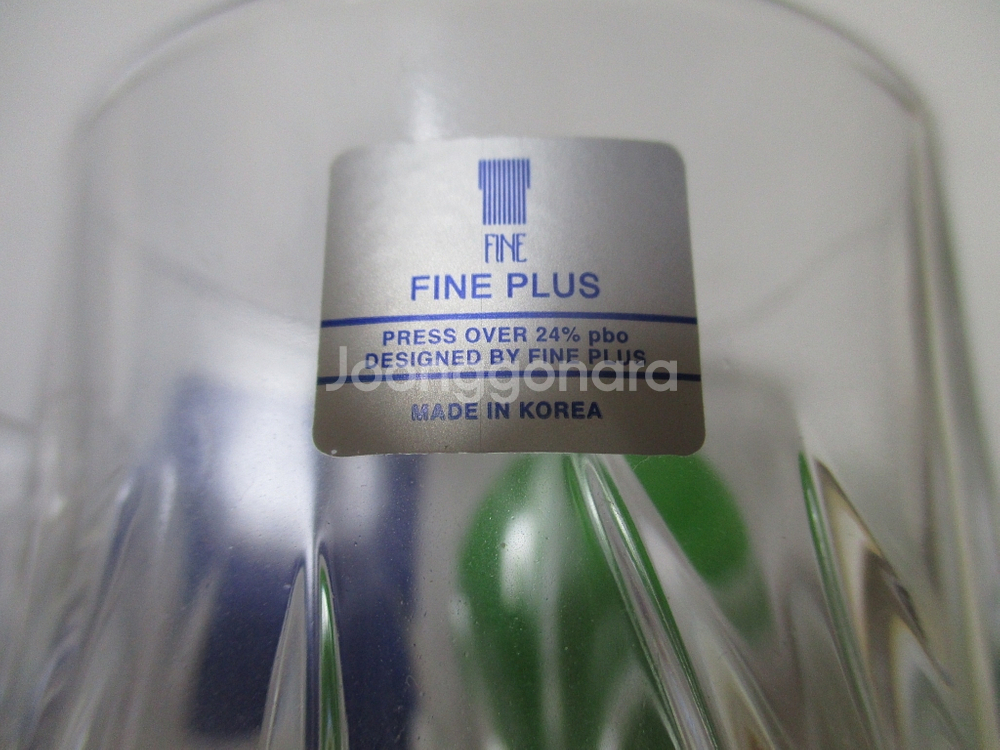 FINE
FINE PLUS
PRESS OVER 24% pbo
DESIGNED BY FINE PLUS
Joonggonara
MADE IN KOREA